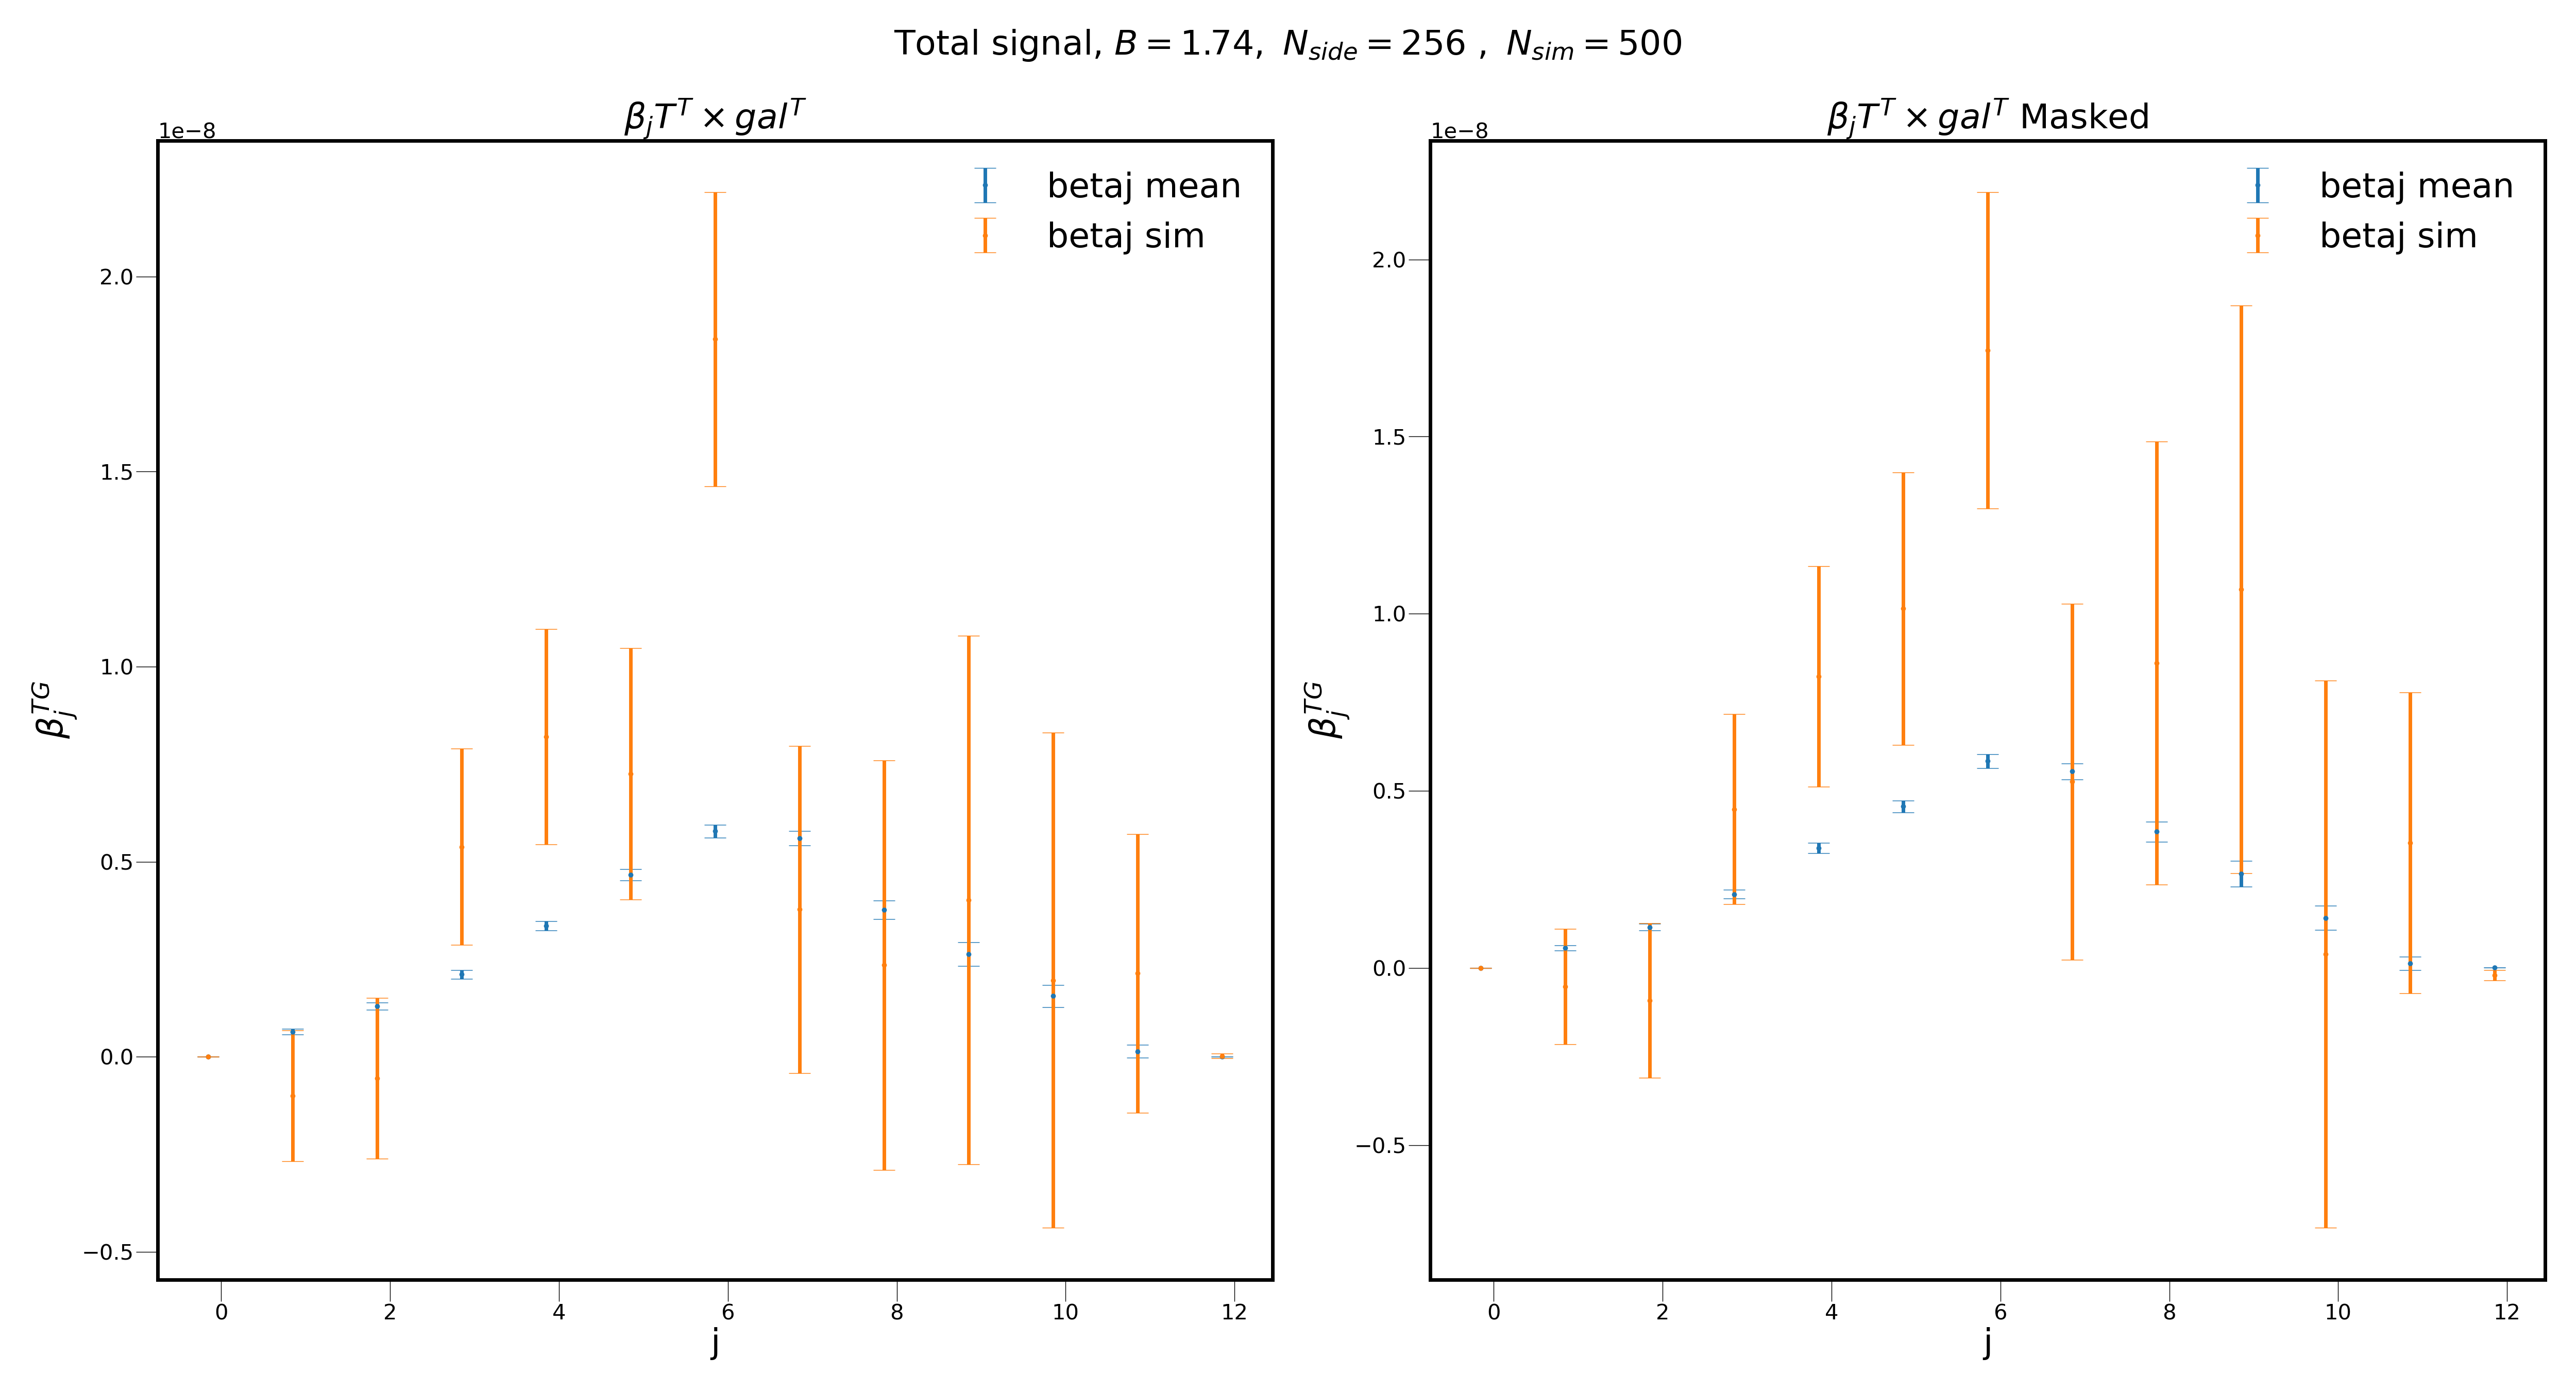 Total signal, B = 1.74, N_side = 256 , N_sim = 500
β_j T^T × gal^T
1e−8
betaj mean
betaj sim
2.0
1.5
1.0
0.5
0.0
−0.5
β_j^TG
0 2 4 6 8 10 12
j
β_j T^T × gal^T Masked
1e−8
betaj mean
betaj sim
2.0
1.5
1.0
0.5
0.0
−0.5
β_j^TG
0 2 4 6 8 10 12
j